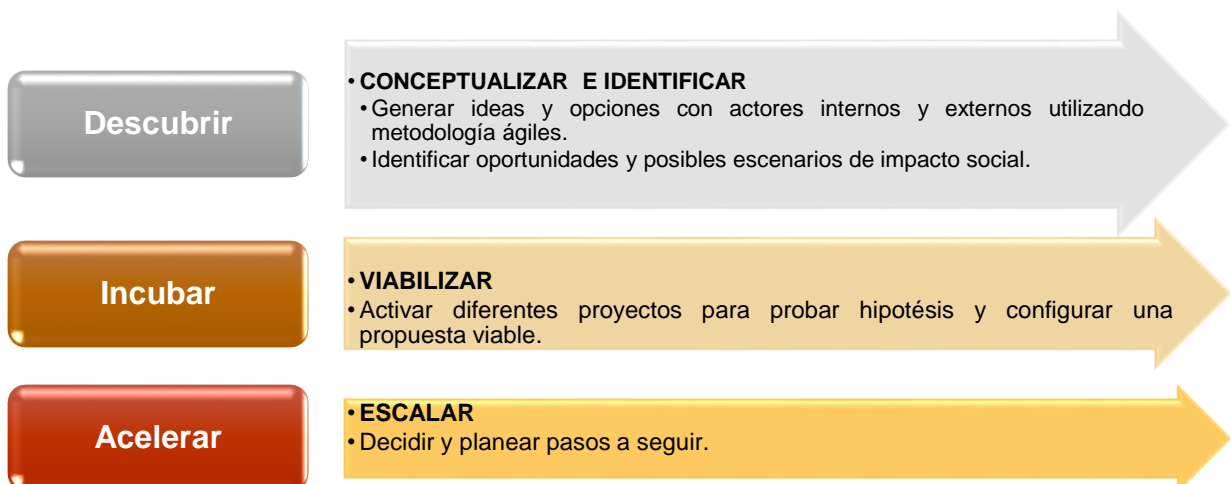 Descubrir
• CONCEPTUALIZAR E IDENTIFICAR
• Generar ideas y opciones con actores internos y externos utilizando
metodología ágiles.
• Identificar oportunidades y posibles escenarios de impacto social.
Incubar
• VIABILIZAR
• Activar diferentes proyectos para probar hipotésis y configurar una
propuesta viable.
Acelerar
• ESCALAR
• Decidir y planear pasos a seguir.